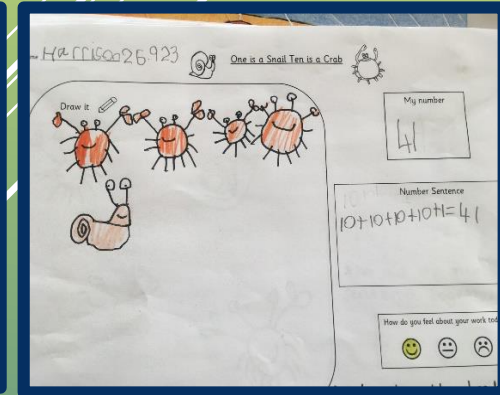 Harrison 25.9.23
One is a Snail Ten is a Crab
Draw it
My number
41
Number Sentence
10+10+10+10+1=41
How do you feel about your work tod